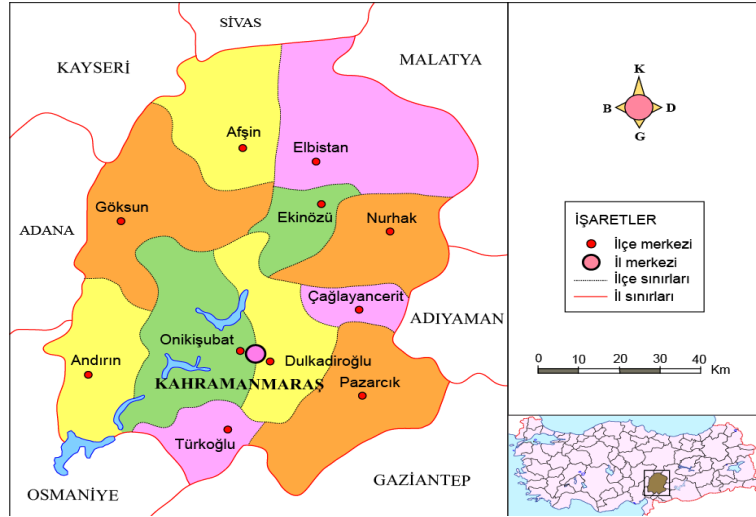 SİVAS
KAYSERİ
MALATYA
Afşin
Elbistan
Göksun
Ekinözü
Nurhak
ADANA
Çağlayancerit
ADIYAMAN
Onikişubat
Andırın
Dulkadiroğlu
KAHRAMANMARAŞ
Pazarcık
Türkoğlu
OSMANİYE
GAZİANTEP
K
B
D
G
İŞARETLER
İlçe merkezi
İl merkezi
İlçe sınırları
İl sınırları
0 10 20 30 40 Km